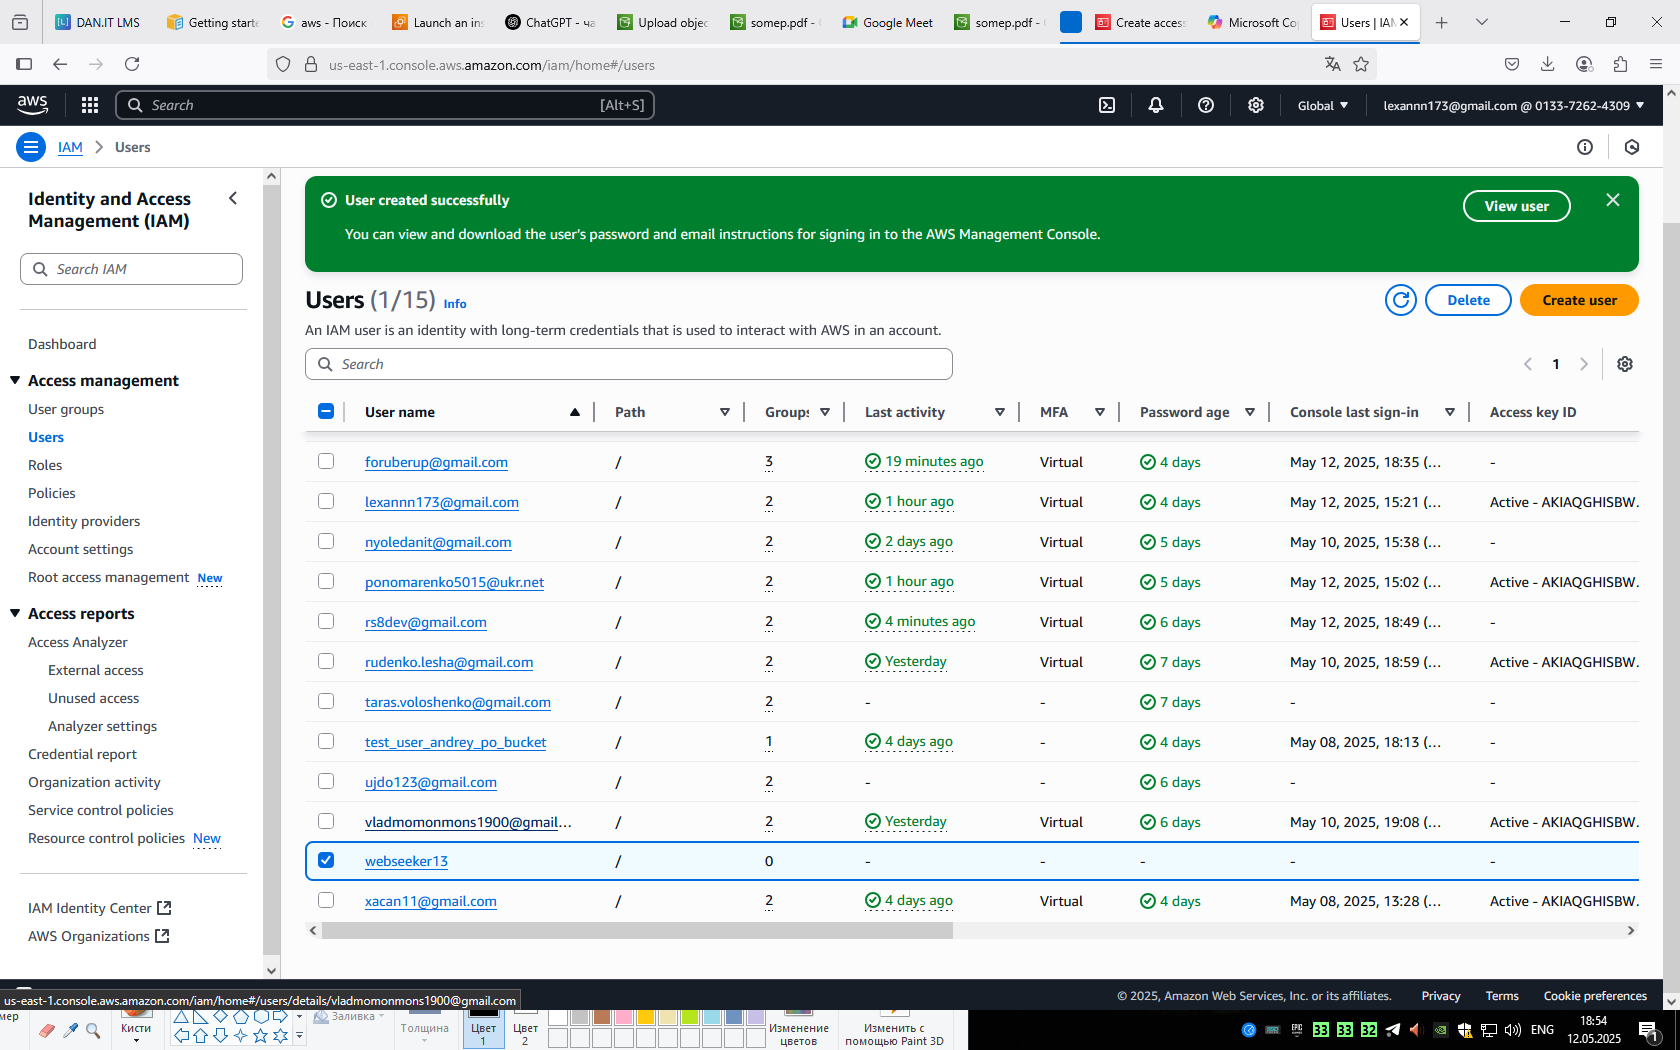 DAN.IT LMS
Getting starte
aws - Поиск
Launch an ins
ChatGPT - ча
Upload objec
somep.pdf -
Google Meet
somep.pdf -
Create access
Microsoft Co
Users | IAM
us-east-1.console.aws.amazon.com/iam/home#/users
aws
Search [Alt+S]
Global
lexannn173@gmail.com @ 0133-7262-4309
IAM > Users
Identity and Access Management (IAM)
Search IAM
Dashboard
Access management
User groups
Users
Roles
Policies
Identity providers
Account settings
Root access management New
Access reports
Access Analyzer
External access
Unused access
Analyzer settings
Credential report
Organization activity
Service control policies
Resource control policies New
IAM Identity Center
AWS Organizations
User created successfully
You can view and download the user's password and email instructions for signing in to the AWS Management Console.
View user
Users (1/15) Info
Delete
Create user
An IAM user is an identity with long-term credentials that is used to interact with AWS in an account.
Search
1
User name Path Groups Last activity MFA Password age Console last sign-in Access key ID
foruberup@gmail.com / 3 19 minutes ago Virtual 4 days May 12, 2025, 18:35 (... -
lexannn173@gmail.com / 2 1 hour ago Virtual 4 days May 12, 2025, 15:21 (... Active - AKIAQGHISBW.
nyoledanit@gmail.com / 2 2 days ago Virtual 5 days May 10, 2025, 15:38 (... -
ponomarenko5015@ukr.net / 2 1 hour ago Virtual 5 days May 12, 2025, 15:02 (... Active - AKIAQGHISBW.
rs8dev@gmail.com / 2 4 minutes ago Virtual 6 days May 12, 2025, 18:49 (... -
rudenko.lesha@gmail.com / 2 Yesterday Virtual 7 days May 10, 2025, 18:59 (... Active - AKIAQGHISBW.
taras.voloshenko@gmail.com / 2 - - 7 days - -
test_user_andrey_po_bucket / 1 4 days ago - 4 days May 08, 2025, 18:13 (... -
ujdo123@gmail.com / 2 - - 6 days - -
vladmomonmons1900@gmail... / 2 Yesterday Virtual 6 days May 10, 2025, 19:08 (... Active - AKIAQGHISBW.
webseeker13 / 0 - - - - -
xacan11@gmail.com / 2 4 days ago Virtual 4 days May 08, 2025, 13:28 (... Active - AKIAQGHISBW.
us-east-1.console.aws.amazon.com/iam/home#/users/details/vladmomonmons1900@gmail.com
© 2025, Amazon Web Services, Inc. or its affiliates.
Privacy
Terms
Cookie preferences
мер
Кисти
Заливка
Толщина
Цвет 1
Цвет 2
Изменение цветов
Изменить с помощью Paint 3D
33 33 32
ENG
18:54
12.05.2025
1